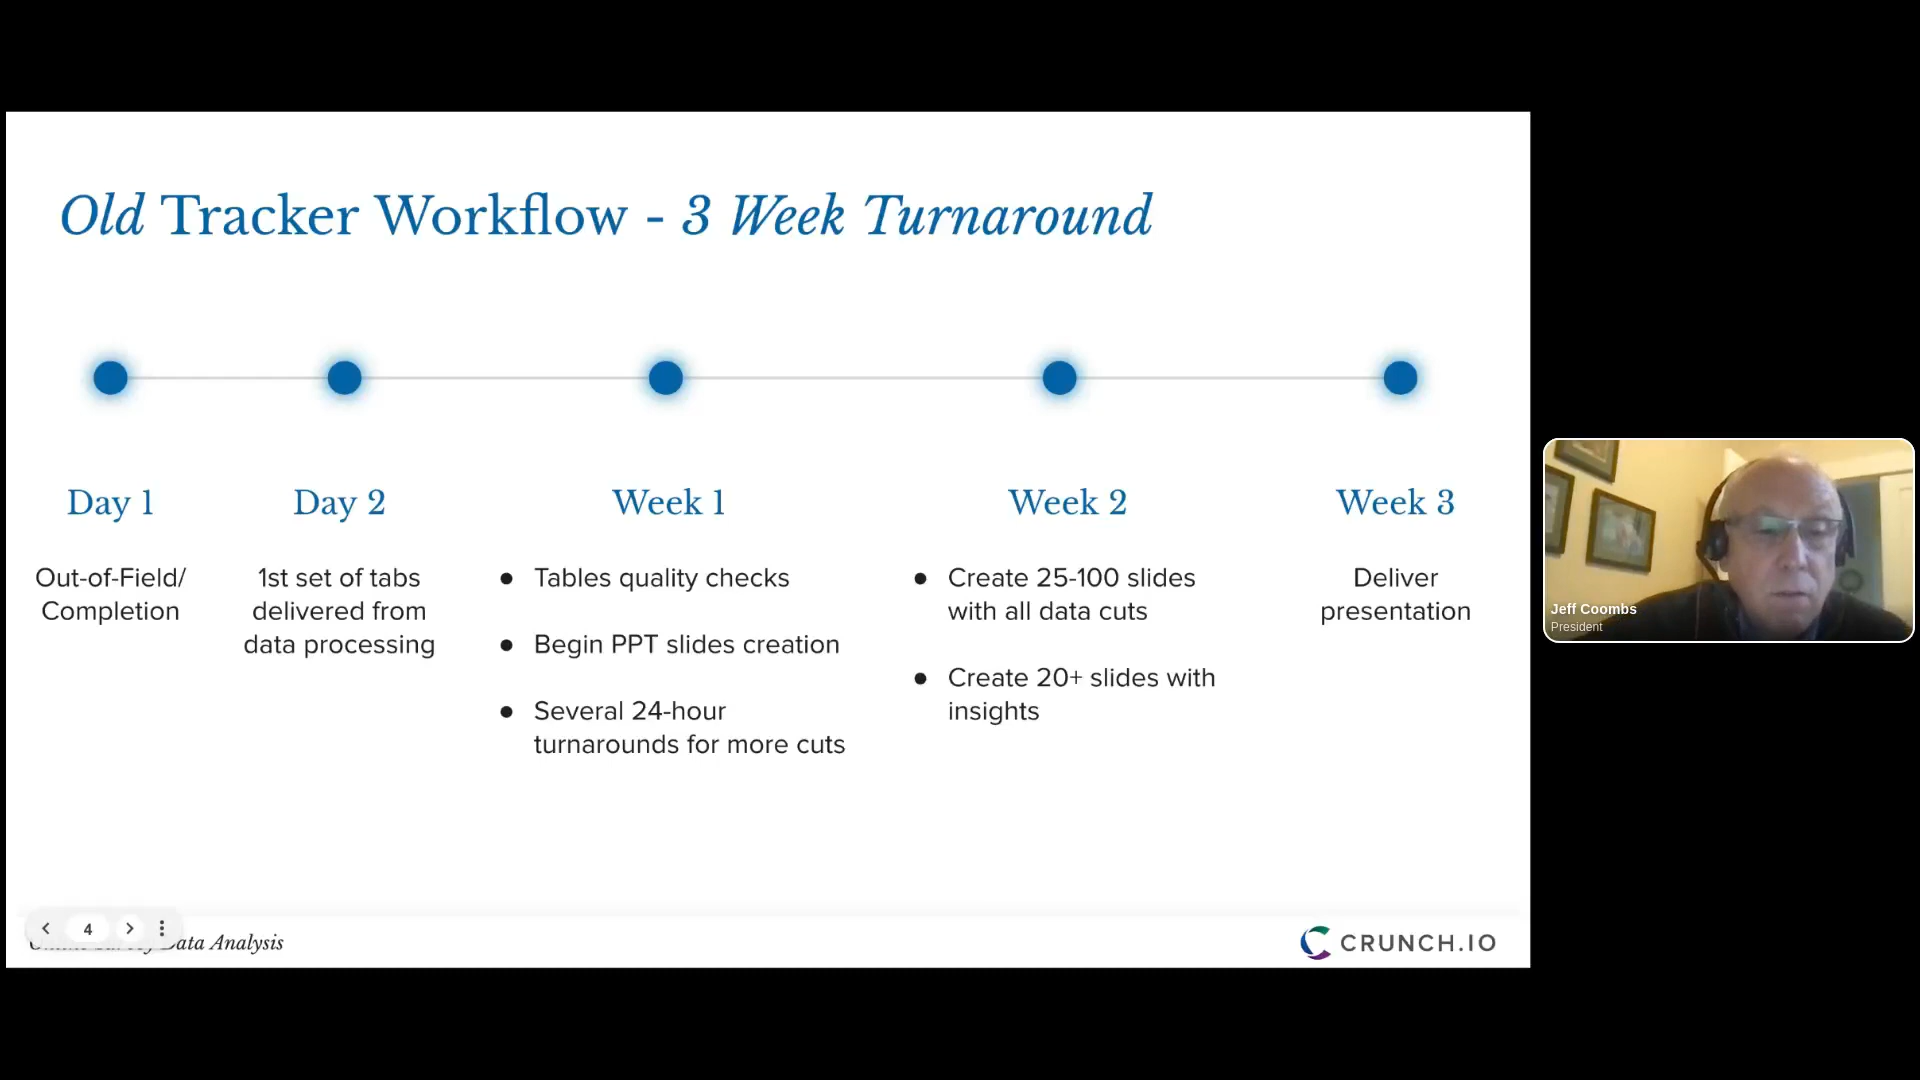 Old Tracker Workflow - 3 Week Turnaround
Day 1
Out-of-Field/
Completion
Day 2
1st set of tabs
delivered from
data processing
Week 1
● Tables quality checks
● Begin PPT slides creation
● Several 24-hour
turnarounds for more cuts
Week 2
● Create 25-100 slides
with all data cuts
● Create 20+ slides with
insights
Week 3
Deliver
presentation
Jeff Coombs
President
4
Data Analysis
CRUNCH.IO